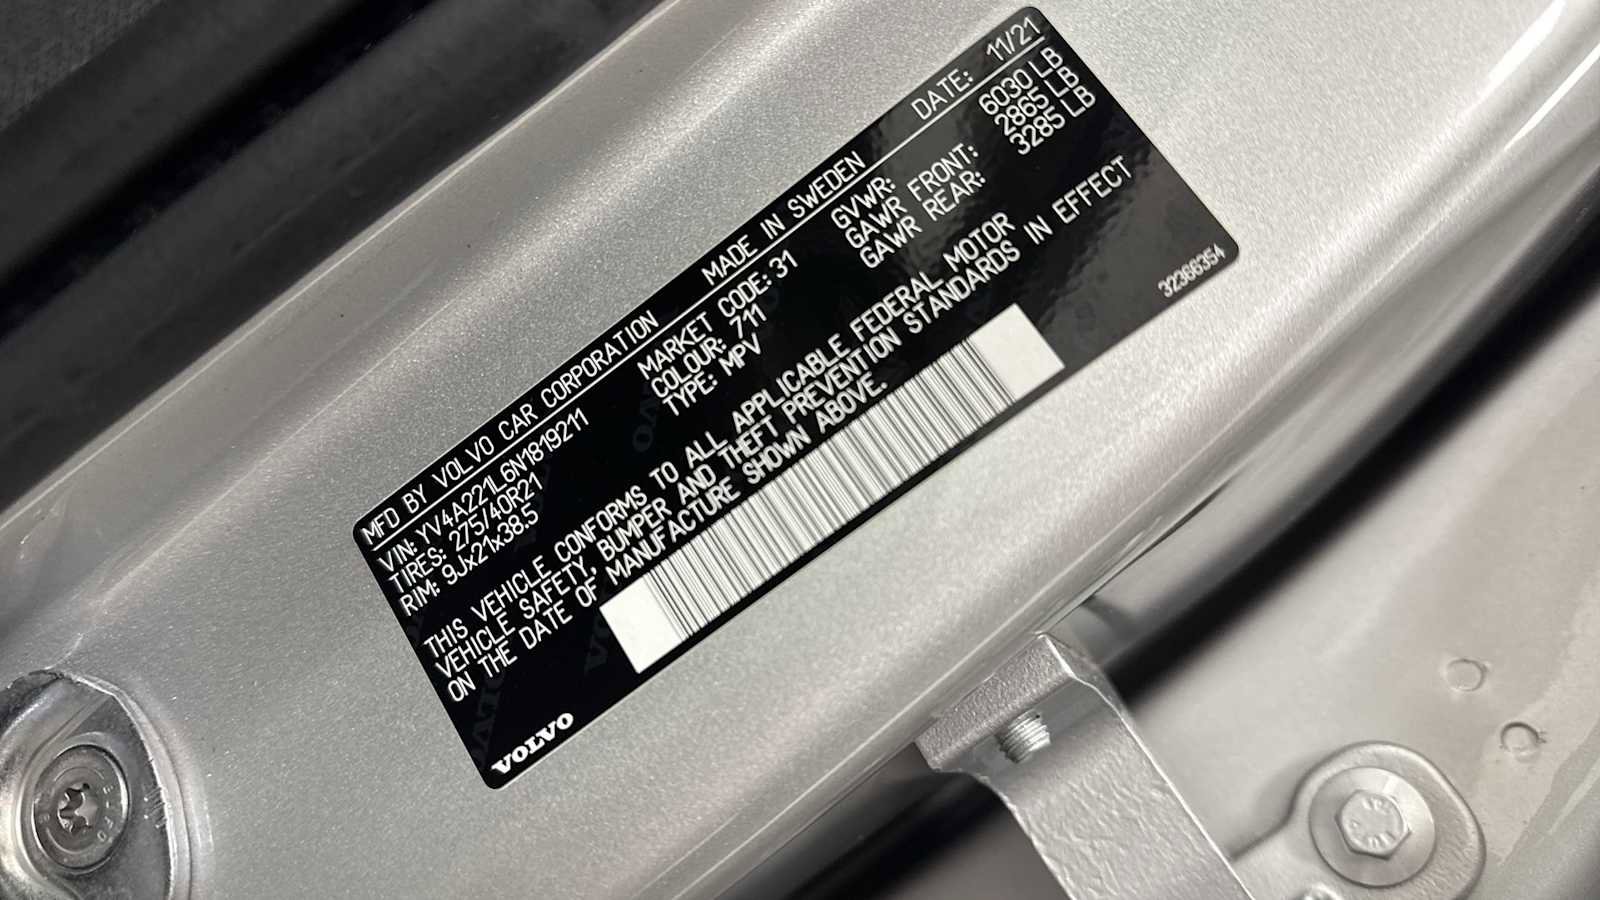 MFD BY VOLVO CAR CORPORATION MADE IN SWEDEN DATE: 11/21
VIN: YV4A221L6N1819211 MARKET CODE: 31 GVWR: 6030 LB
TIRES: 275/40R21 COLOUR: 711 GAWR FRONT: 2865 LB
RIM: 9Jx21x38.5 TYPE: MPV GAWR REAR: 3285 LB
THIS VEHICLE CONFORMS TO ALL APPLICABLE FEDERAL MOTOR
VEHICLE SAFETY, BUMPER AND THEFT PREVENTION STANDARDS IN EFFECT
ON THE DATE OF MANUFACTURE SHOWN ABOVE.
VOLVO
32366354